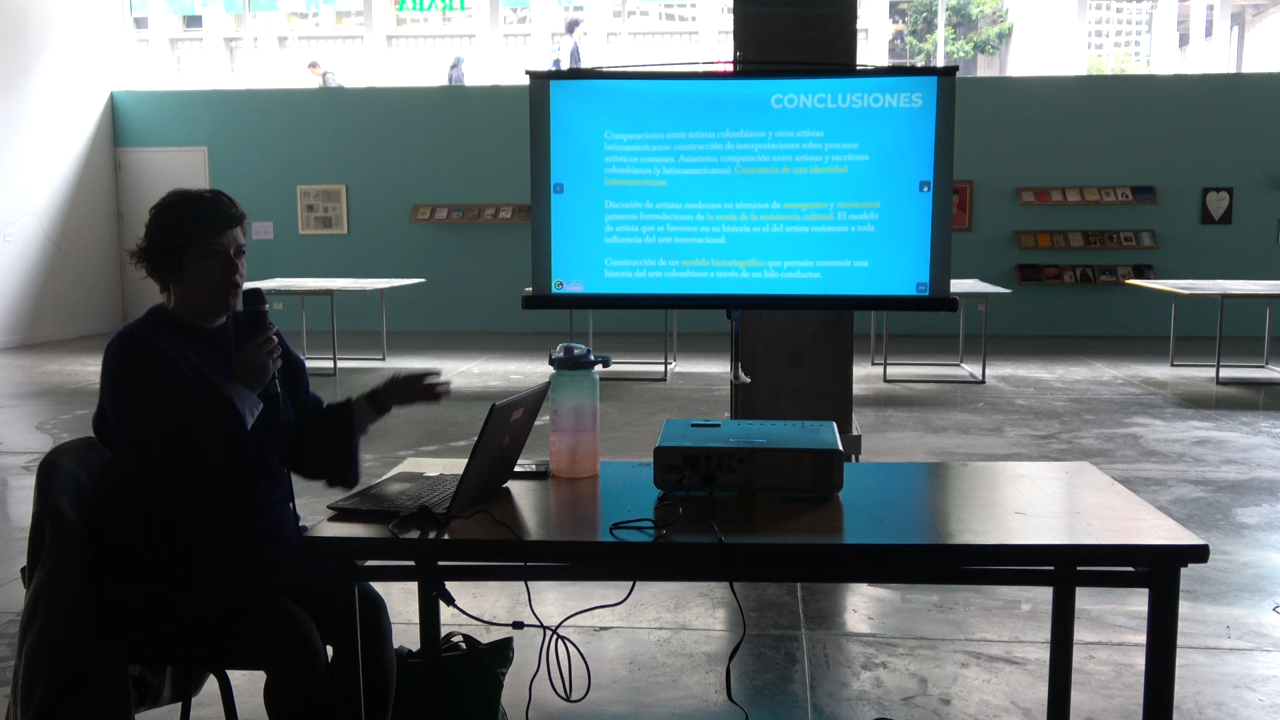 CONCLUSIONES
Comparaciones entre artistas colombianos y otros artistas
latinoamericanos: construcción de interpretaciones sobre procesos
artísticos comunes. Asimismo, comparación entre artistas y escritores
colombianos (y latinoamericanos). Conciencia de una identidad
latinoamericana.
Discusión de artistas modernos en términos de emergentes y resistentes
primeras formulaciones de la teoría de la resistencia cultural. El modelo
de artista que se favorece en su historia es el del artista resistente a toda
influencia del arte internacional.
Construcción de un modelo historiográfico que permite construir una
historia del arte colombiano a través de un hilo conductor.